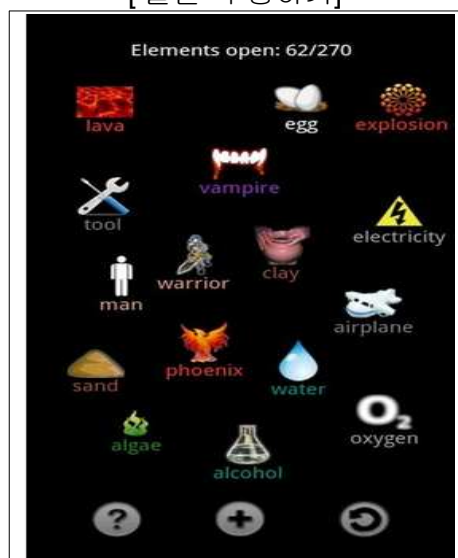 Elements open: 62/270
lava
egg
explosion
vampire
tool
electricity
warrior
clay
man
airplane
sand
phoenix
water
algae
O₂
oxygen
alcohol
?